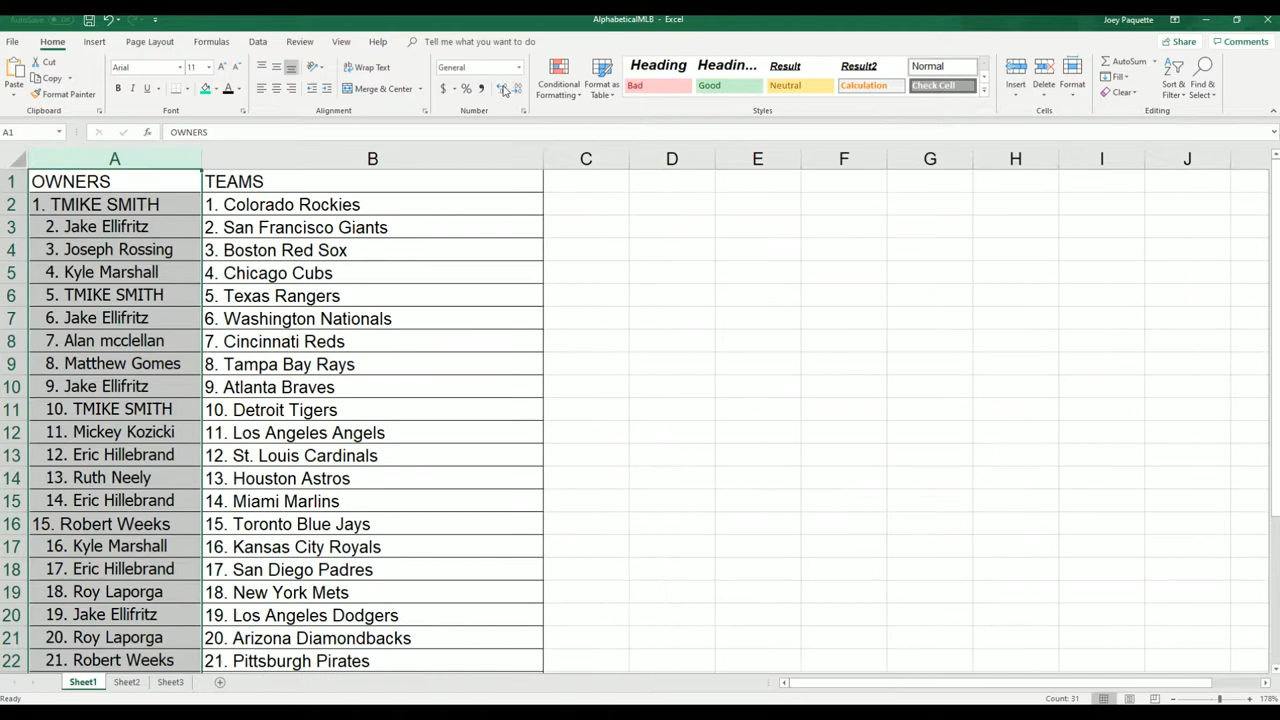 AutoSave Off
AlphabeticalMLB - Excel
Joey Paquette
File Home Insert Page Layout Formulas Data Review View Help Tell me what you want to do
Share Comments
Cut
Copy
Format Painter
Paste
Clipboard
Arial 11
B I U
Font
Wrap Text
Merge & Center
Alignment
General
$ % ,
Number
Conditional Formatting
Format as Table
Heading Headin... Result Result2 Normal
Bad Good Neutral Calculation Check Cell
Styles
Insert Delete Format
Cells
AutoSum
Fill
Clear
Sort & Filter
Find & Select
Editing
A1 fx OWNERS
A B C D E F G H I J
1 OWNERS TEAMS
2 1. TMIKE SMITH 1. Colorado Rockies
3 2. Jake Ellifritz 2. San Francisco Giants
4 3. Joseph Rossing 3. Boston Red Sox
5 4. Kyle Marshall 4. Chicago Cubs
6 5. TMIKE SMITH 5. Texas Rangers
7 6. Jake Ellifritz 6. Washington Nationals
8 7. Alan mcclellan 7. Cincinnati Reds
9 8. Matthew Gomes 8. Tampa Bay Rays
10 9. Jake Ellifritz 9. Atlanta Braves
11 10. TMIKE SMITH 10. Detroit Tigers
12 11. Mickey Kozicki 11. Los Angeles Angels
13 12. Eric Hillebrand 12. St. Louis Cardinals
14 13. Ruth Neely 13. Houston Astros
15 14. Eric Hillebrand 14. Miami Marlins
16 15. Robert Weeks 15. Toronto Blue Jays
17 16. Kyle Marshall 16. Kansas City Royals
18 17. Eric Hillebrand 17. San Diego Padres
19 18. Roy Laporga 18. New York Mets
20 19. Jake Ellifritz 19. Los Angeles Dodgers
21 20. Roy Laporga 20. Arizona Diamondbacks
22 21. Robert Weeks 21. Pittsburgh Pirates
Sheet1 Sheet2 Sheet3
Ready
Count: 31
178%